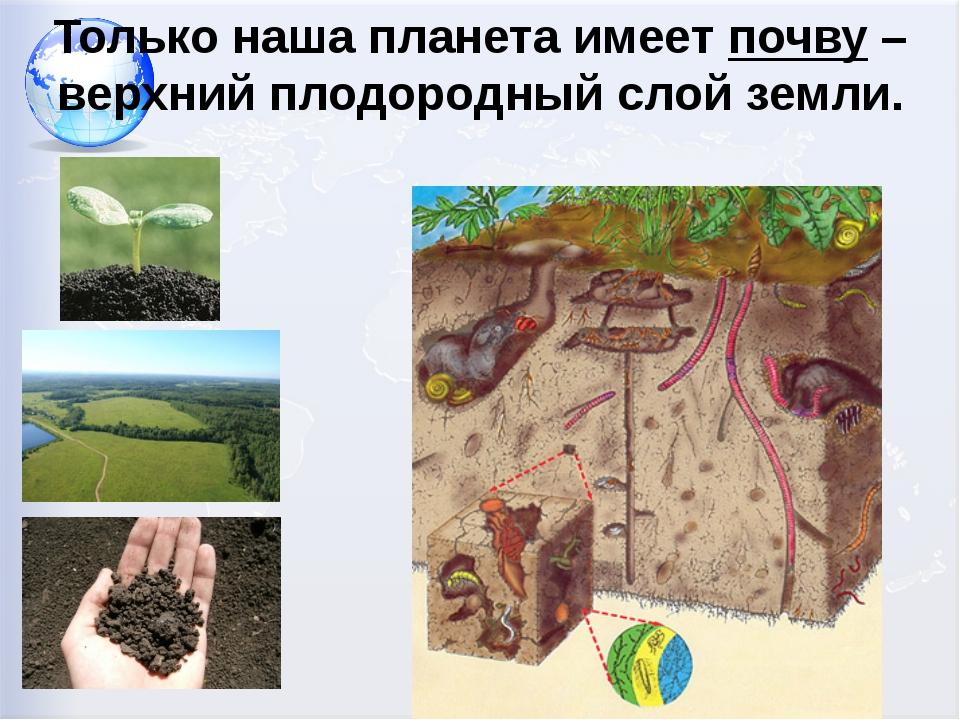 Только наша планета имеет почву –
верхний плодородный слой земли.